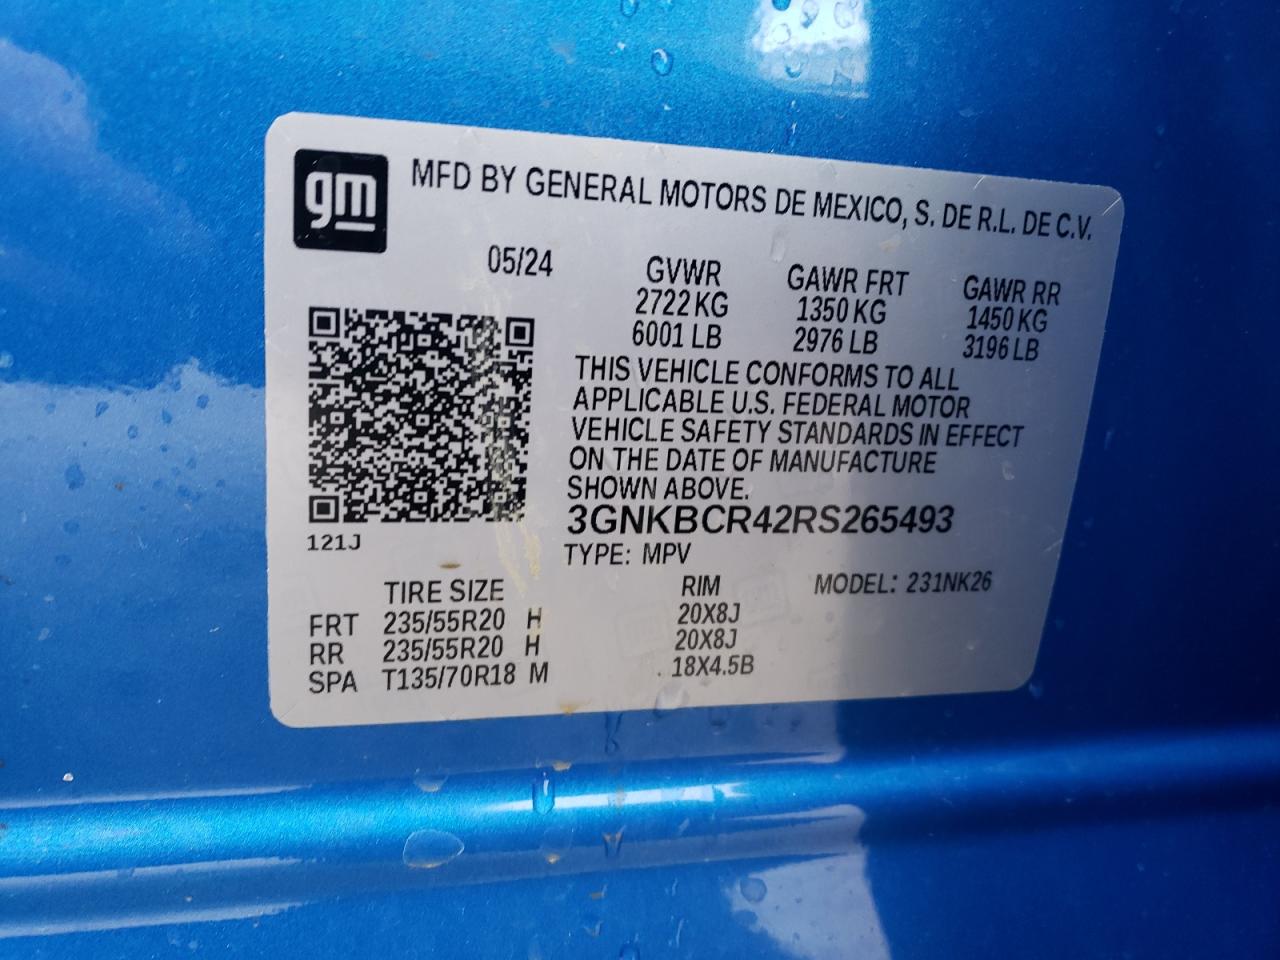 gm
MFD BY GENERAL MOTORS DE MEXICO, S. DE R.L. DE C.V.
05/24 GVWR GAWR FRT GAWR RR
2722 KG 1350 KG 1450 KG
6001 LB 2976 LB 3196 LB
THIS VEHICLE CONFORMS TO ALL
APPLICABLE U.S. FEDERAL MOTOR
VEHICLE SAFETY STANDARDS IN EFFECT
ON THE DATE OF MANUFACTURE
SHOWN ABOVE.
3GNKBCR42RS265493
121J
TYPE: MPV
TIRE SIZE RIM MODEL: 231NK26
FRT 235/55R20 H 20X8J
RR 235/55R20 H 20X8J
SPA T135/70R18 M 18X4.5B